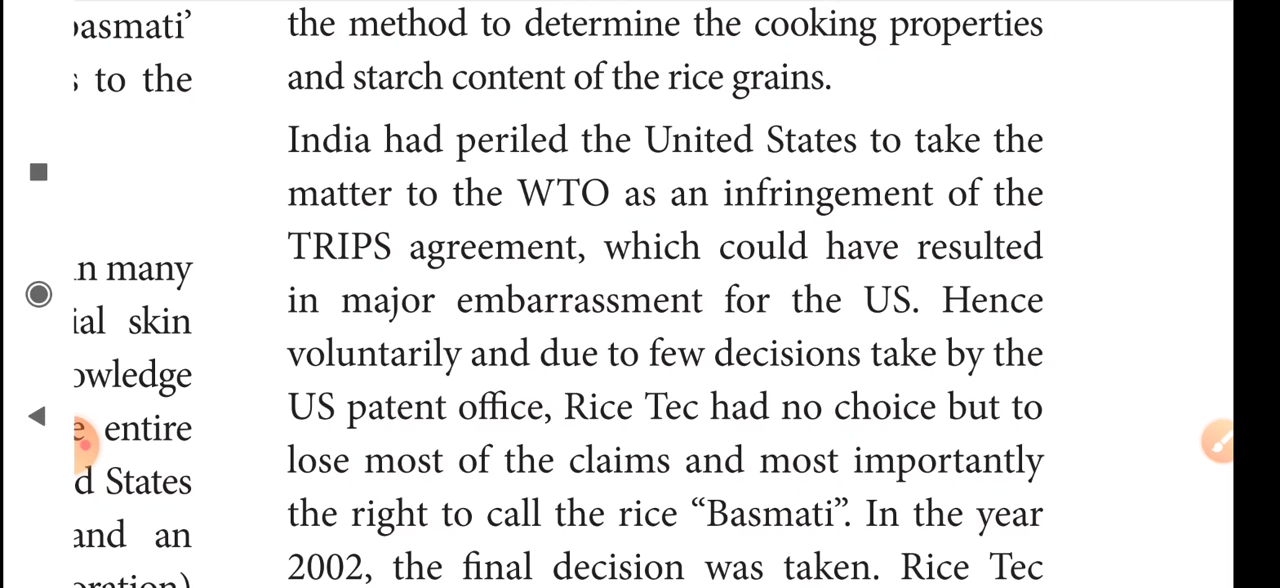 basmati’
s to the
in many
ial skin
owledge
entire
d States
and an
oration)
the method to determine the cooking properties
and starch content of the rice grains.
India had periled the United States to take the
matter to the WTO as an infringement of the
TRIPS agreement, which could have resulted
in major embarrassment for the US. Hence
voluntarily and due to few decisions take by the
US patent office, Rice Tec had no choice but to
lose most of the claims and most importantly
the right to call the rice “Basmati”. In the year
2002, the final decision was taken. Rice Tec